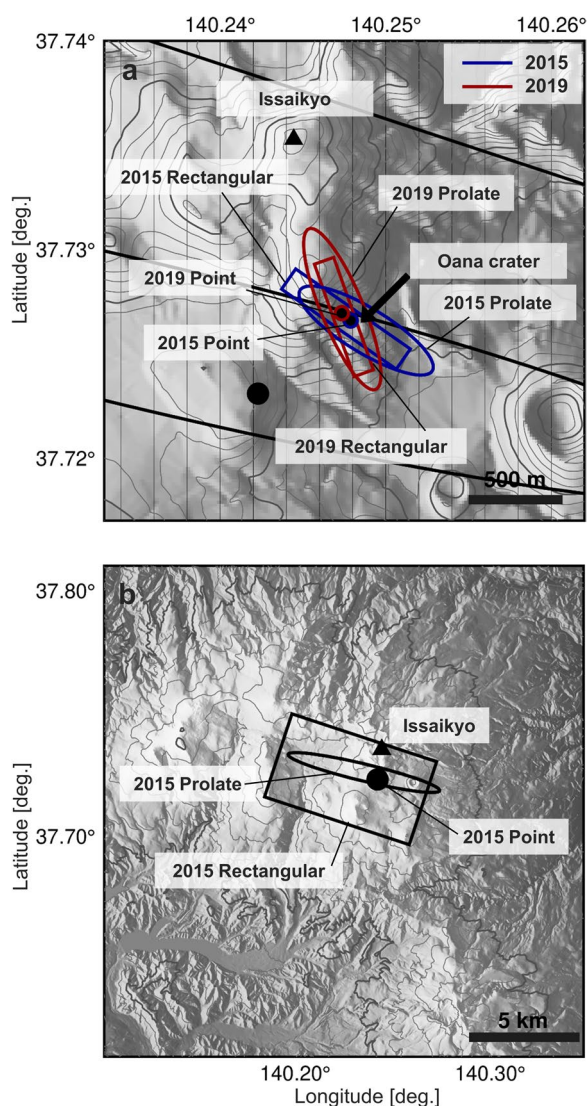 140.24° 140.25° 140.26°
37.74°
a
2015
2019
Issaikyo
2015 Rectangular
2019 Prolate
37.73°
Oana crater
2019 Point
2015 Prolate
2015 Point
Latitude [deg.]
2019 Rectangular
37.72°
500 m
37.80°
b
Issaikyo
2015 Prolate
37.70°
2015 Point
2015 Rectangular
Latitude [deg.]
5 km
140.20° 140.30°
Longitude [deg.]